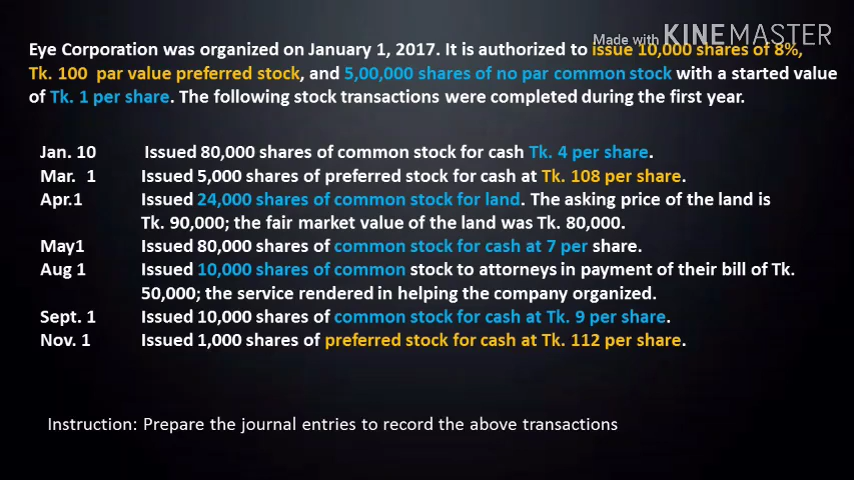 Made with KINEMASTER
Eye Corporation was organized on January 1, 2017. It is authorized to issue 10,000 shares of 8%,
Tk. 100 par value preferred stock, and 5,00,000 shares of no par common stock with a started value
of Tk. 1 per share. The following stock transactions were completed during the first year.
Jan. 10 Issued 80,000 shares of common stock for cash Tk. 4 per share.
Mar. 1 Issued 5,000 shares of preferred stock for cash at Tk. 108 per share.
Apr.1 Issued 24,000 shares of common stock for land. The asking price of the land is
Tk. 90,000; the fair market value of the land was Tk. 80,000.
May1 Issued 80,000 shares of common stock for cash at 7 per share.
Aug 1 Issued 10,000 shares of common stock to attorneys in payment of their bill of Tk.
50,000; the service rendered in helping the company organized.
Sept. 1 Issued 10,000 shares of common stock for cash at Tk. 9 per share.
Nov. 1 Issued 1,000 shares of preferred stock for cash at Tk. 112 per share.
Instruction: Prepare the journal entries to record the above transactions